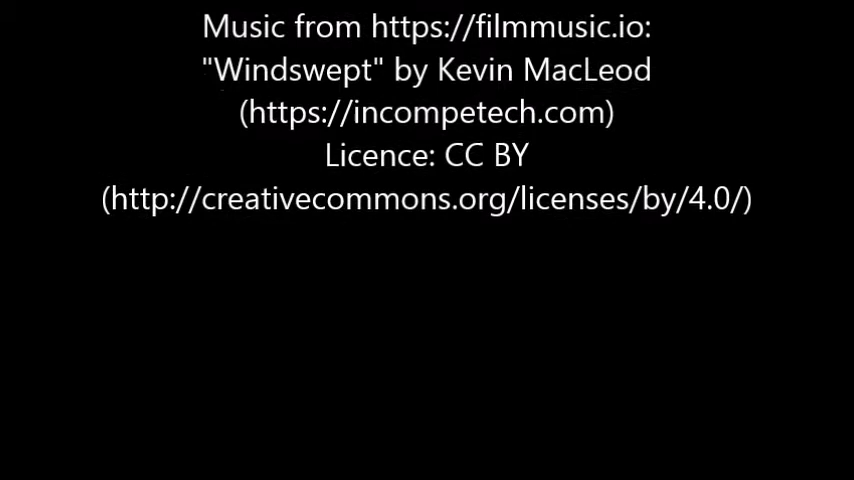 Music from https://filmmusic.io:
"Windswept" by Kevin MacLeod
(https://incompetech.com)
Licence: CC BY
(http://creativecommons.org/licenses/by/4.0/)